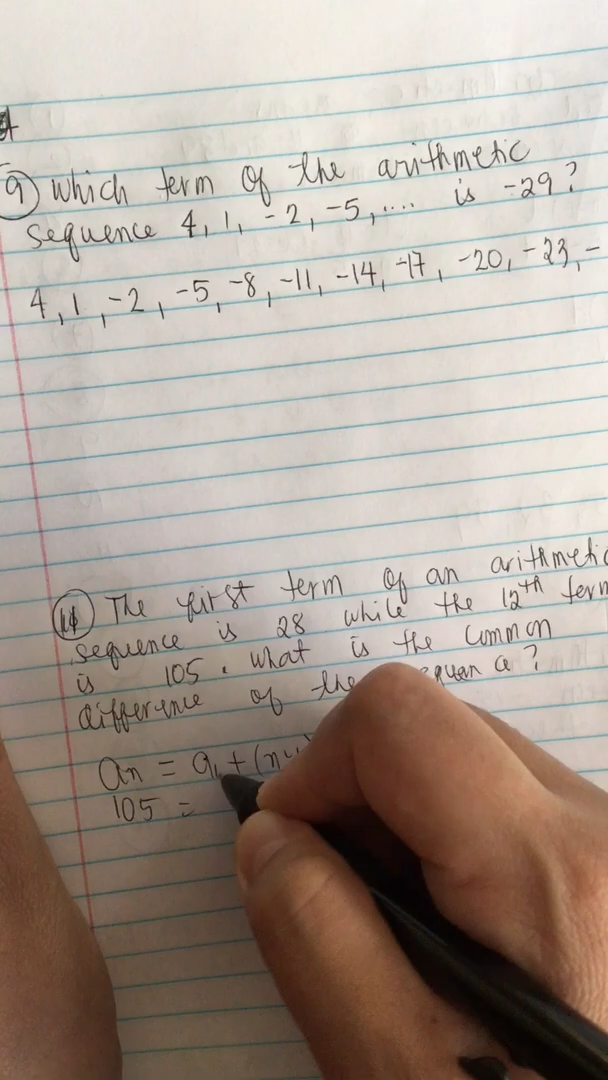 9 which term of the arithmetic
sequence 4, 1, -2, -5, .... is -29?
4, 1, -2, -5, -8, -11, -14, -17, -20, -23, -
The first term of an arithmetic
sequence is 28 while the 12th term
is 105. what is the common
difference of the
an = a1 + (n-1)
105 =